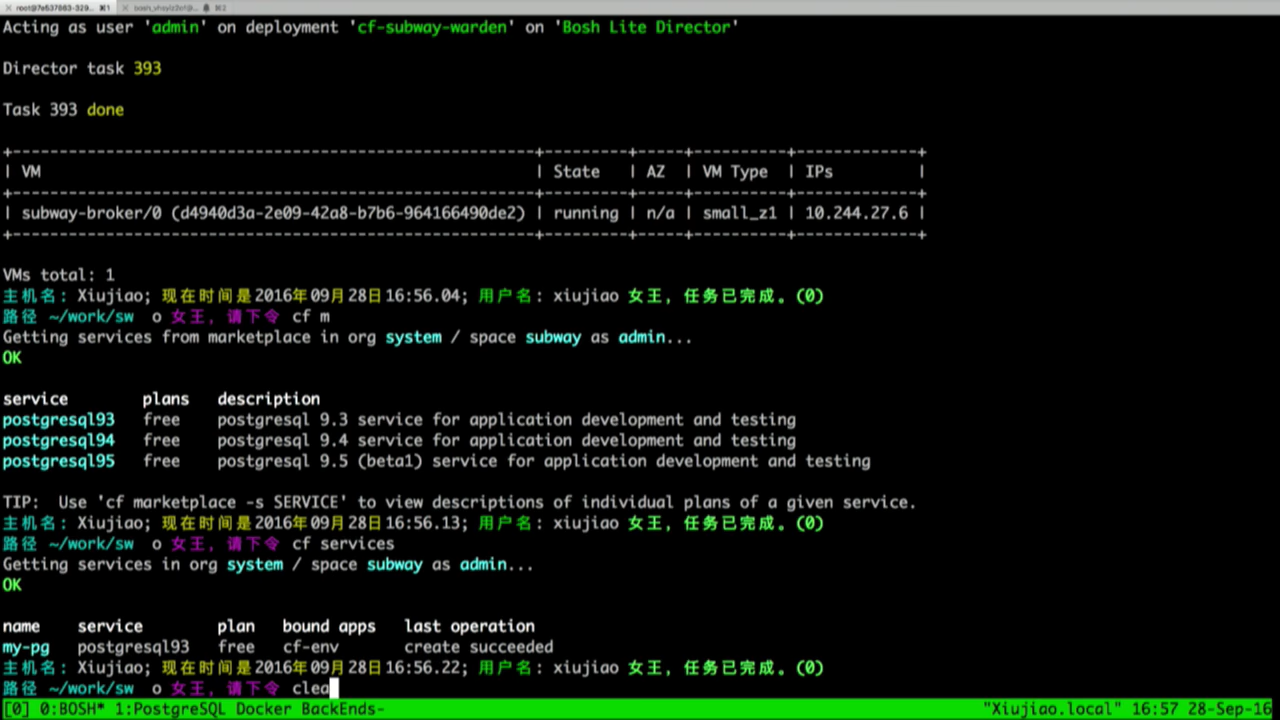 root@7e537863-329... ⌘1 bosh_vhsylz3of@... ⌘2
Acting as user 'admin' on deployment 'cf-subway-warden' on 'Bosh Lite Director'
Director task 393
Task 393 done
+--------------------------------------------------------+---------+-----+----------+-------------+
| VM | State | AZ | VM Type | IPs |
+--------------------------------------------------------+---------+-----+----------+-------------+
| subway-broker/0 (d4940d3a-2e09-42a8-b7b6-964166490de2) | running | n/a | small_z1 | 10.244.27.6 |
+--------------------------------------------------------+---------+-----+----------+-------------+
VMs total: 1
主机名: Xiujiao; 现在时间是2016年09月28日16:56.04; 用户名: xiujiao 女王, 任务已完成。(0)
路径 ~/work/sw o 女王, 请下令 cf m
Getting services from marketplace in org system / space subway as admin...
OK
service plans description
postgresql93 free postgresql 9.3 service for application development and testing
postgresql94 free postgresql 9.4 service for application development and testing
postgresql95 free postgresql 9.5 (beta1) service for application development and testing
TIP: Use 'cf marketplace -s SERVICE' to view descriptions of individual plans of a given service.
主机名: Xiujiao; 现在时间是2016年09月28日16:56.13; 用户名: xiujiao 女王, 任务已完成。(0)
路径 ~/work/sw o 女王, 请下令 cf services
Getting services in org system / space subway as admin...
OK
name service plan bound apps last operation
my-pg postgresql93 free cf-env create succeeded
主机名: Xiujiao; 现在时间是2016年09月28日16:56.22; 用户名: xiujiao 女王, 任务已完成。(0)
路径 ~/work/sw o 女王, 请下令 clea
[0] 0:BOSH* 1:PostgreSQL Docker BackEnds- "Xiujiao.local" 16:57 28-Sep-16